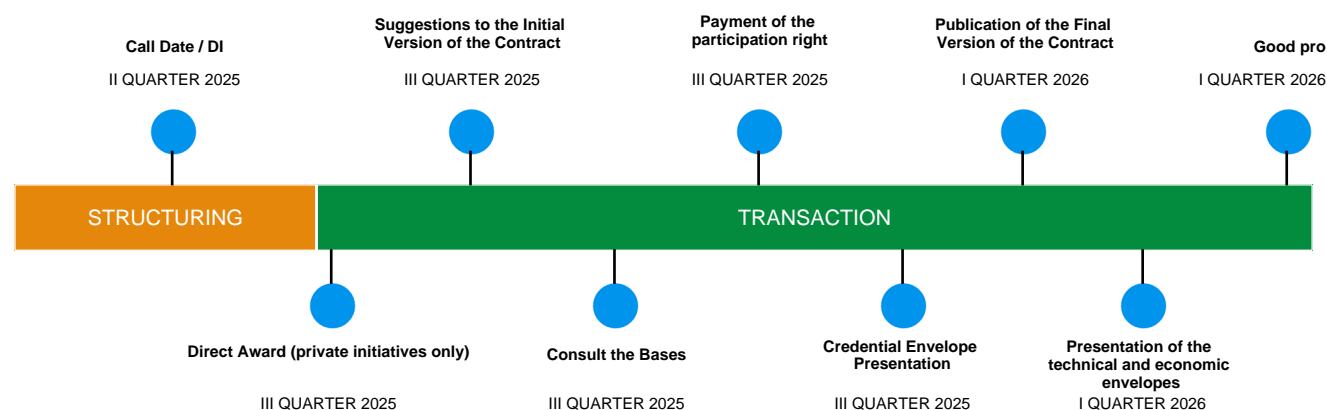 Call Date / DI
II QUARTER 2025
Suggestions to the Initial
Version of the Contract
III QUARTER 2025
Payment of the
participation right
III QUARTER 2025
Publication of the Final
Version of the Contract
I QUARTER 2026
Good pro
I QUARTER 2026
STRUCTURING
TRANSACTION
Direct Award (private initiatives only)
III QUARTER 2025
Consult the Bases
III QUARTER 2025
Credential Envelope
Presentation
III QUARTER 2025
Presentation of the
technical and economic
envelopes
I QUARTER 2026